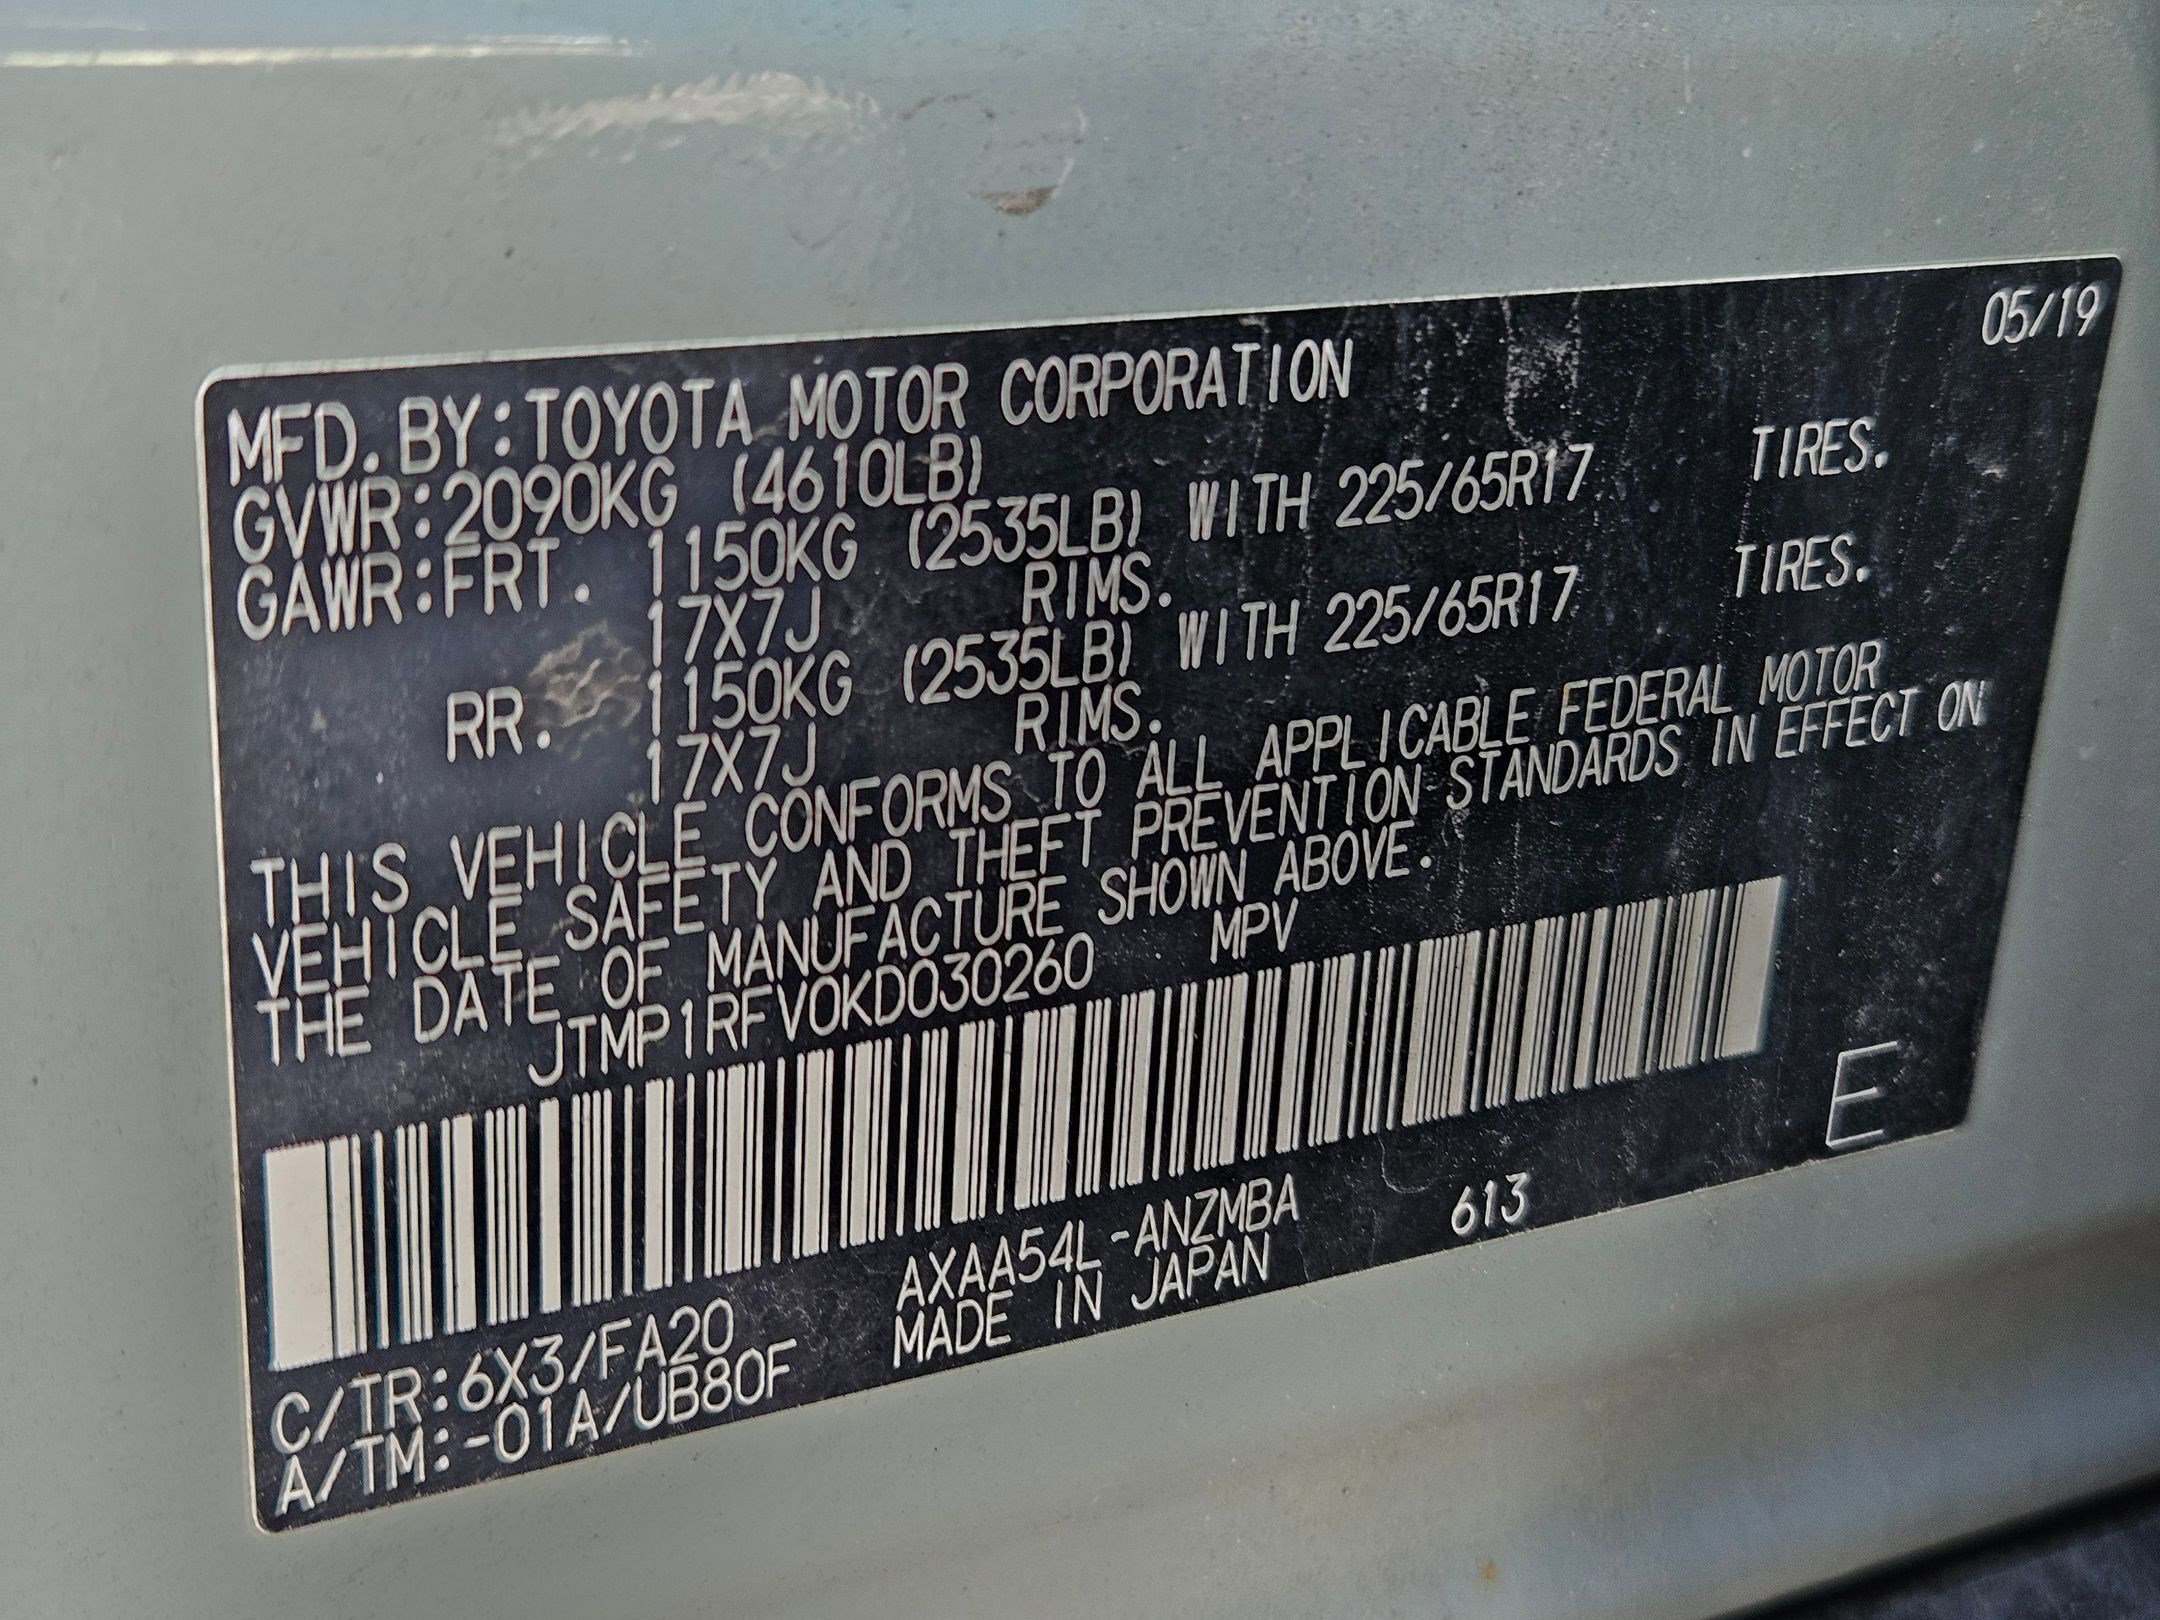 05/19
MFD. BY:TOYOTA MOTOR CORPORATION
GVWR:2090KG (4610LB)
GAWR:FRT. 1150KG (2535LB) WITH 225/65R17 TIRES.
17X7J RIMS.
RR. 1150KG (2535LB) WITH 225/65R17 TIRES.
17X7J RIMS.
THIS VEHICLE CONFORMS TO ALL APPLICABLE FEDERAL MOTOR
VEHICLE SAFETY AND THEFT PREVENTION STANDARDS IN EFFECT ON
THE DATE OF MANUFACTURE SHOWN ABOVE.
JTMP1RFV0KD030260 MPV
E
AXAA54L-ANZMBA 613
C/TR:6X3/FA20 MADE IN JAPAN
A/TM:-01A/UB80F